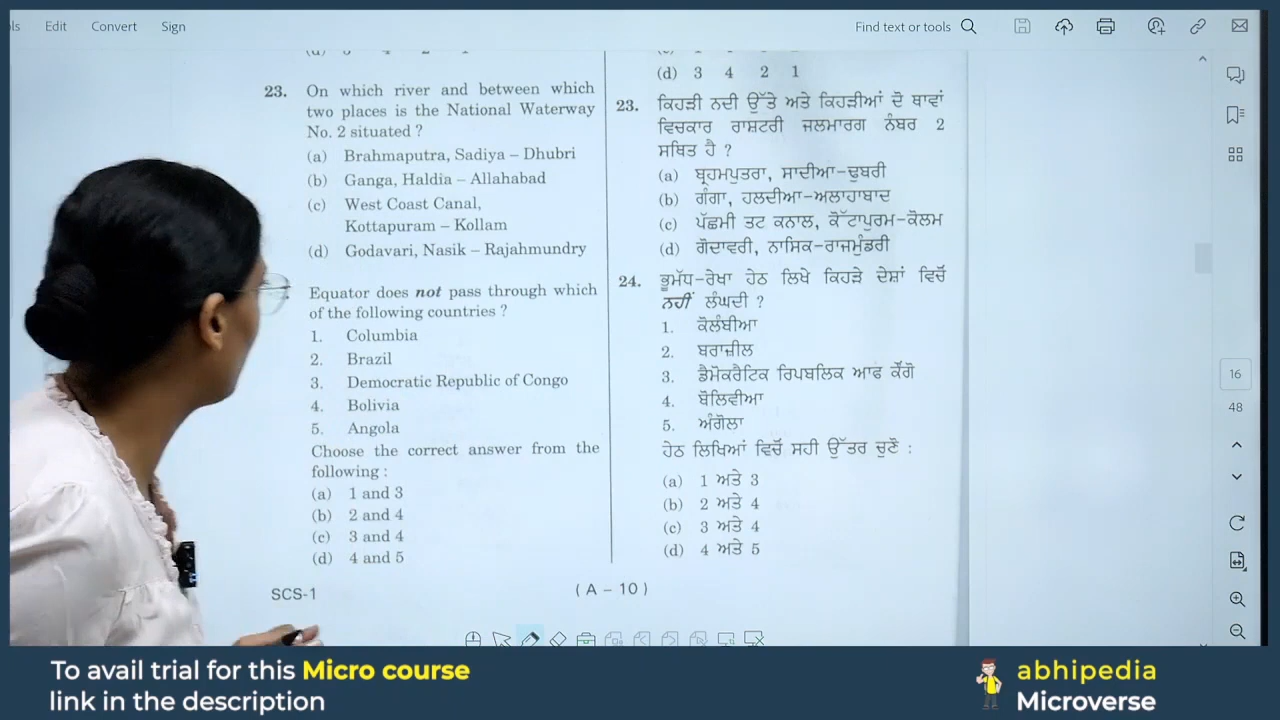 ls Edit Convert Sign
Find text or tools
(d) 3 4 2 1
23. On which river and between which
two places is the National Waterway
No. 2 situated ?
(a) Brahmaputra, Sadiya – Dhubri
(b) Ganga, Haldia – Allahabad
(c) West Coast Canal,
Kottapuram – Kollam
(d) Godavari, Nasik – Rajahmundry
Equator does not pass through which
of the following countries ?
1. Columbia
2. Brazil
3. Democratic Republic of Congo
4. Bolivia
5. Angola
Choose the correct answer from the
following :
(a) 1 and 3
(b) 2 and 4
(c) 3 and 4
(d) 4 and 5
SCS-1
(d) 3 4 2 1
23. ਕਿਹੜੀ ਨਦੀ ਉੱਤੇ ਅਤੇ ਕਿਹੜੀਆਂ ਦੋ ਥਾਵਾਂ
ਵਿਚਕਾਰ ਰਾਸ਼ਟਰੀ ਜਲਮਾਰਗ ਨੰਬਰ 2
ਸਥਿਤ ਹੈ ?
(a) ਬ੍ਰਹਮਪੁਤਰਾ, ਸਾਦੀਆ–ਢੁਬਰੀ
(b) ਗੰਗਾ, ਹਲਦੀਆ–ਅਲਾਹਾਬਾਦ
(c) ਪੱਛਮੀ ਤਟ ਕਨਾਲ, ਕੋੱਟਾਪੁਰਮ–ਕੋਲਮ
(d) ਗੋਦਾਵਰੀ, ਨਾਸਿਕ–ਰਾਜਮੁੰਡਰੀ
24. ਭੂਮੱਧ-ਰੇਖਾ ਹੇਠ ਲਿਖੇ ਕਿਹੜੇ ਦੇਸ਼ਾਂ ਵਿਚੋਂ
ਨਹੀਂ ਲੰਘਦੀ ?
1. ਕੋਲੰਬੀਆ
2. ਬਰਾਜ਼ੀਲ
3. ਡੈਮੋਕਰੈਟਿਕ ਰਿਪਬਲਿਕ ਆਫ ਕੌਂਗੋ
4. ਬੋਲਿਵੀਆ
5. ਅੰਗੋਲਾ
ਹੇਠ ਲਿਖਿਆਂ ਵਿਚੋਂ ਸਹੀ ਉੱਤਰ ਚੁਣੋ :
(a) 1 ਅਤੇ 3
(b) 2 ਅਤੇ 4
(c) 3 ਅਤੇ 4
(d) 4 ਅਤੇ 5
( A – 10 )
16
48
To avail trial for this Micro course
link in the description
abhipedia
Microverse